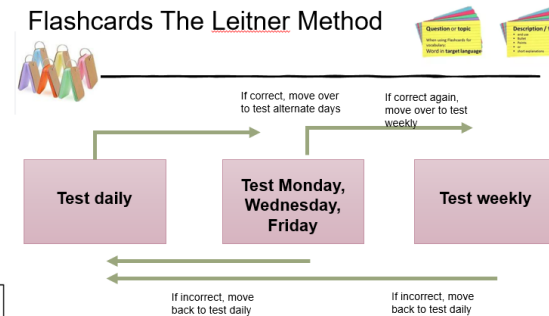 Flashcards The Leitner Method
Question or topic
When using Flashcards for
vocabulary
Word in target language
Description /
If correct, move over
to test alternate days
If correct again,
move over to test
weekly
Test daily
Test Monday,
Wednesday,
Friday
Test weekly
If incorrect, move
back to test daily
If incorrect, move
back to test daily